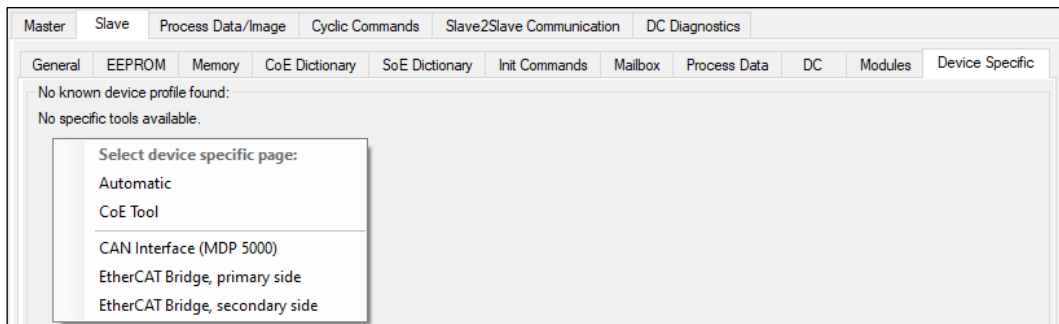 Master Slave Process Data/Image Cyclic Commands Slave2Slave Communication DC Diagnostics
General EEPROM Memory CoE Dictionary SoE Dictionary Init Commands Mailbox Process Data DC Modules Device Specific
No known device profile found:
No specific tools available.
Select device specific page:
Automatic
CoE Tool
CAN Interface (MDP 5000)
EtherCAT Bridge, primary side
EtherCAT Bridge, secondary side